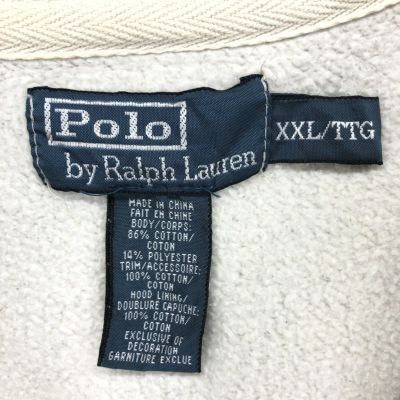 Polo
by Ralph Lauren
XXL/TTG
MADE IN CHINA
FAIT EN CHINE
BODY/CORPS:
86% COTTON/
COTON
14% POLYESTER
TRIM/ACCESSOIRE:
100% COTTON/
COTON
HOOD LINING/
DOUBLURE CAPUCHE:
100% COTTON/
COTON
EXCLUSIVE OF
DECORATION
GARNITURE EXCLUE